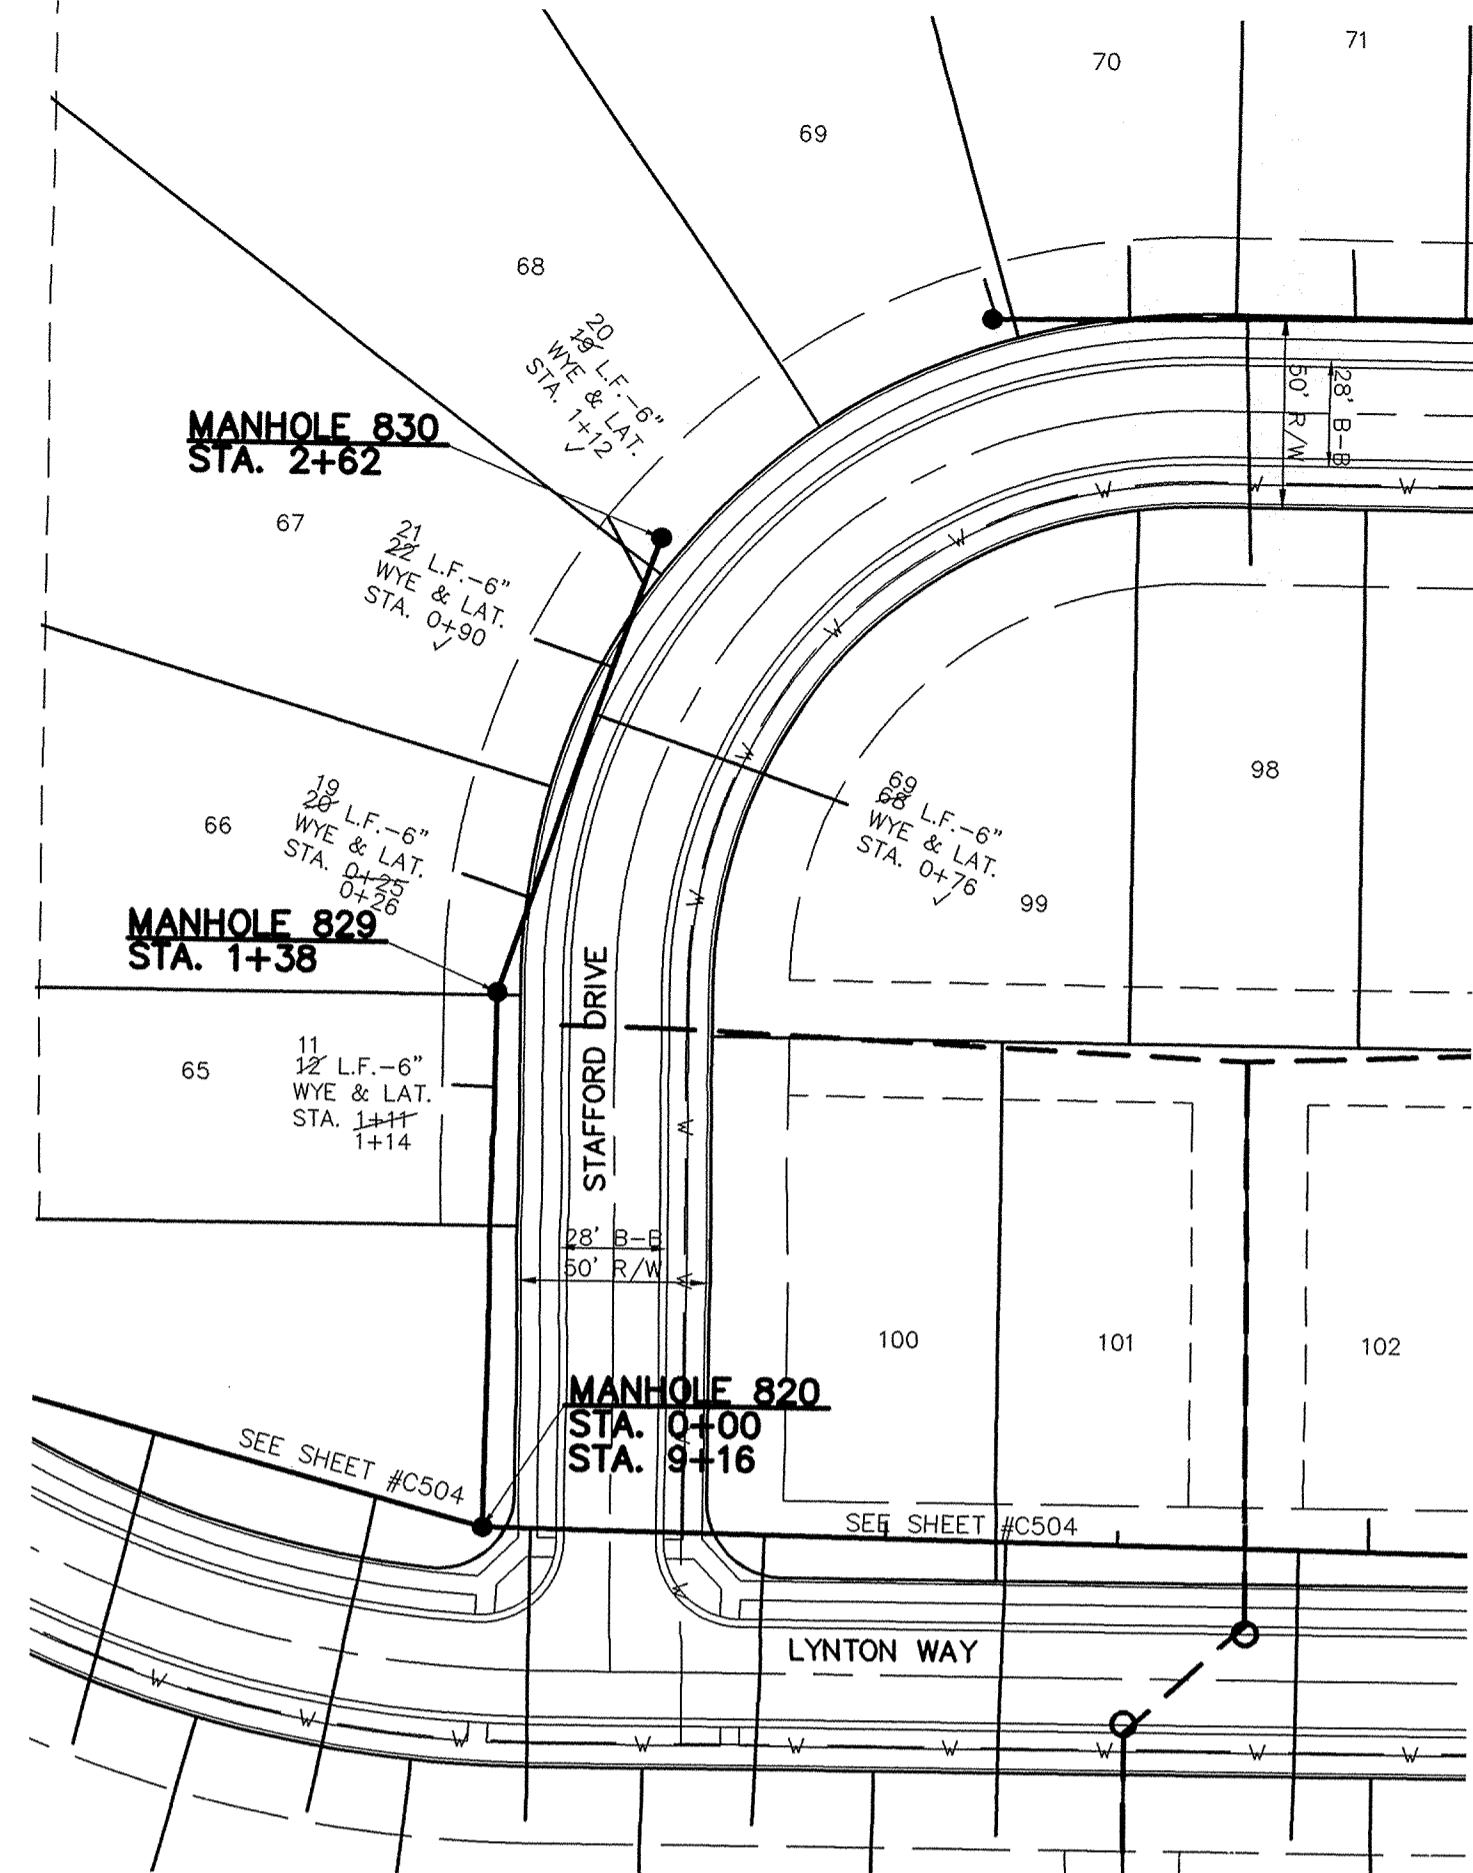 71
70
69
68
20
19 L.F.-6"
WYE & LAT.
STA. 1+12
✓
28' B-B
50' R/W
MANHOLE 830
STA. 2+62
67
21
22 L.F.-6"
WYE & LAT.
STA. 0+90
✓
W W W W W W
98
69
68 L.F.-6"
WYE & LAT.
STA. 0+76
✓
99
66
19
20 L.F.-6"
WYE & LAT.
STA. 0+25
0+26
MANHOLE 829
STA. 1+38
W W
STAFFORD DRIVE
65
11
12 L.F.-6"
WYE & LAT.
STA. 1+11
1+14
W
28' B-B
50' R/W
W
100
101
102
MANHOLE 820
STA. 0+00
STA. 9+16
SEE SHEET #C504
SEE SHEET #C504
W
LYNTON WAY
W W W W W W W W W